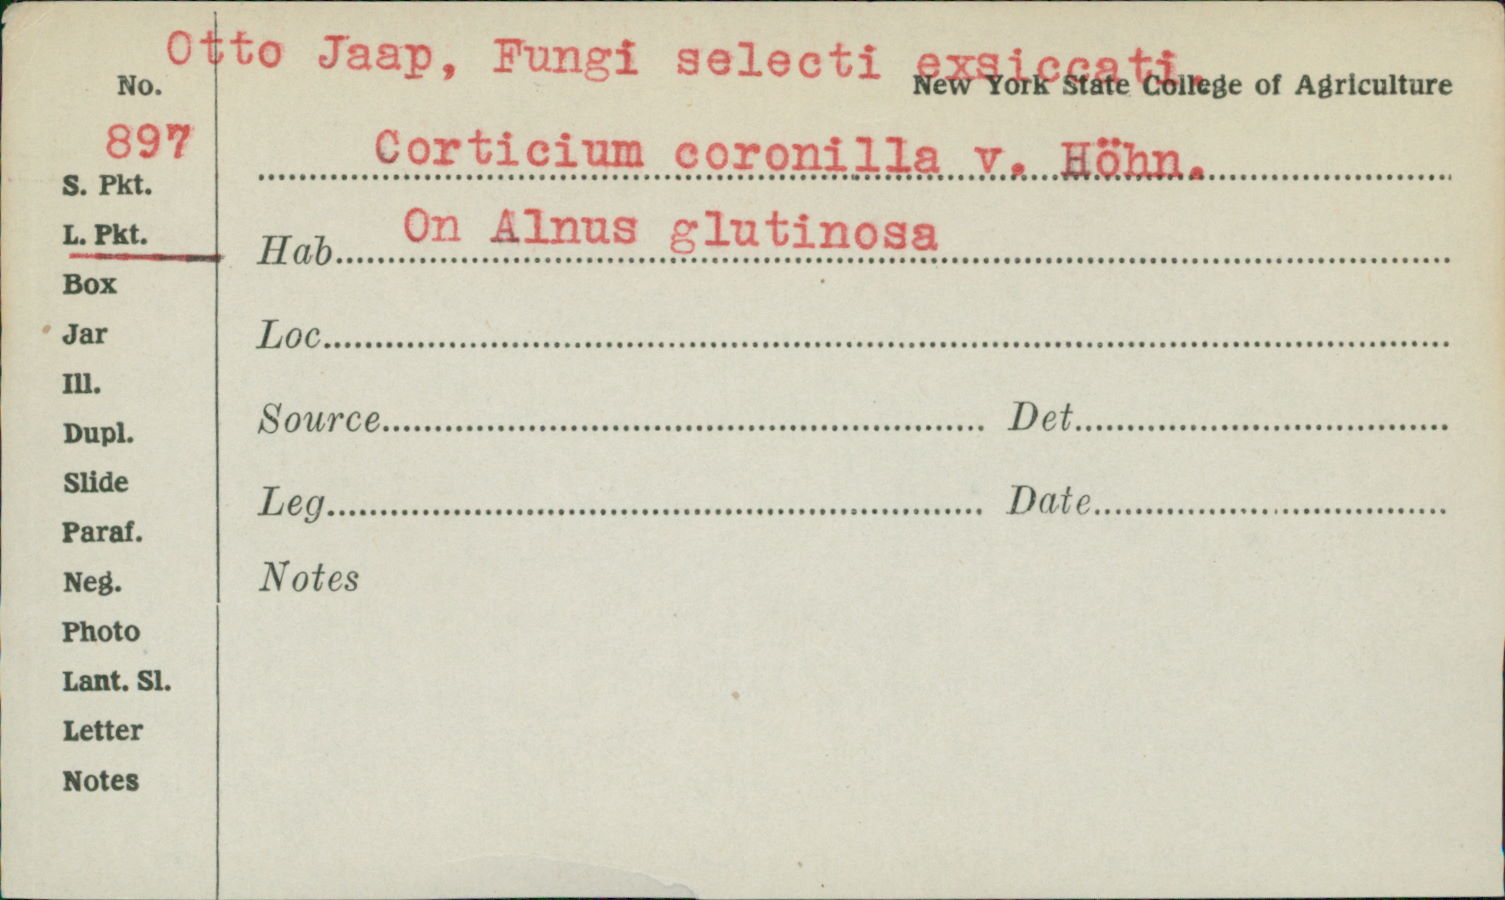 Otto Jaap, Fungi selecti exsiccati.
No. New York State College of Agriculture
897 Corticium coronilla v. Höhn.
S. Pkt.
L. Pkt.
Hab. On Alnus glutinosa
Box
Jar
Loc.
Ill.
Dupl.
Source Det.
Slide
Leg. Date
Paraf.
Neg.
Notes
Photo
Lant. Sl.
Letter
Notes